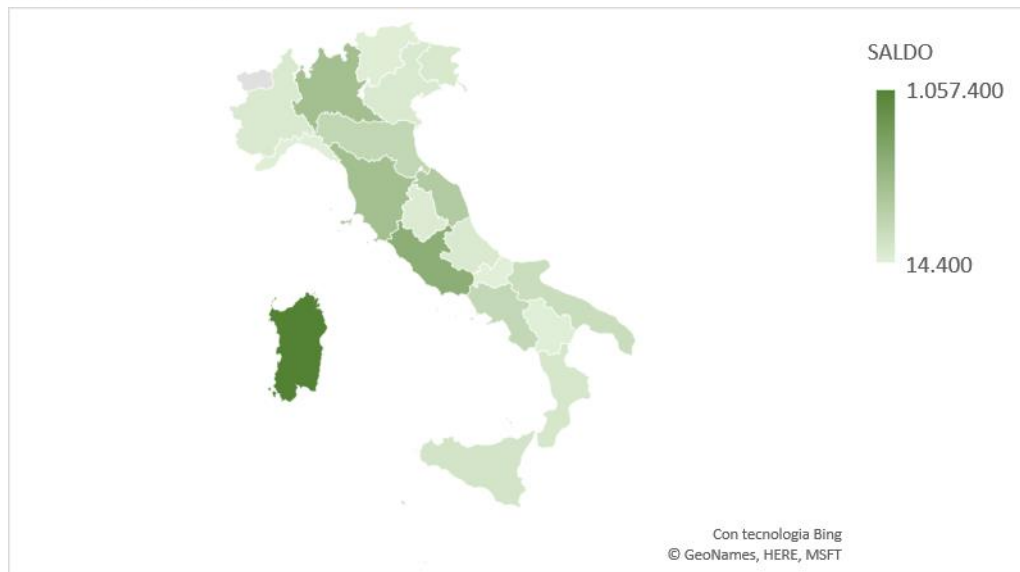 SALDO
1.057.400
14.400
Con tecnologia Bing
© GeoNames, HERE, MSFT